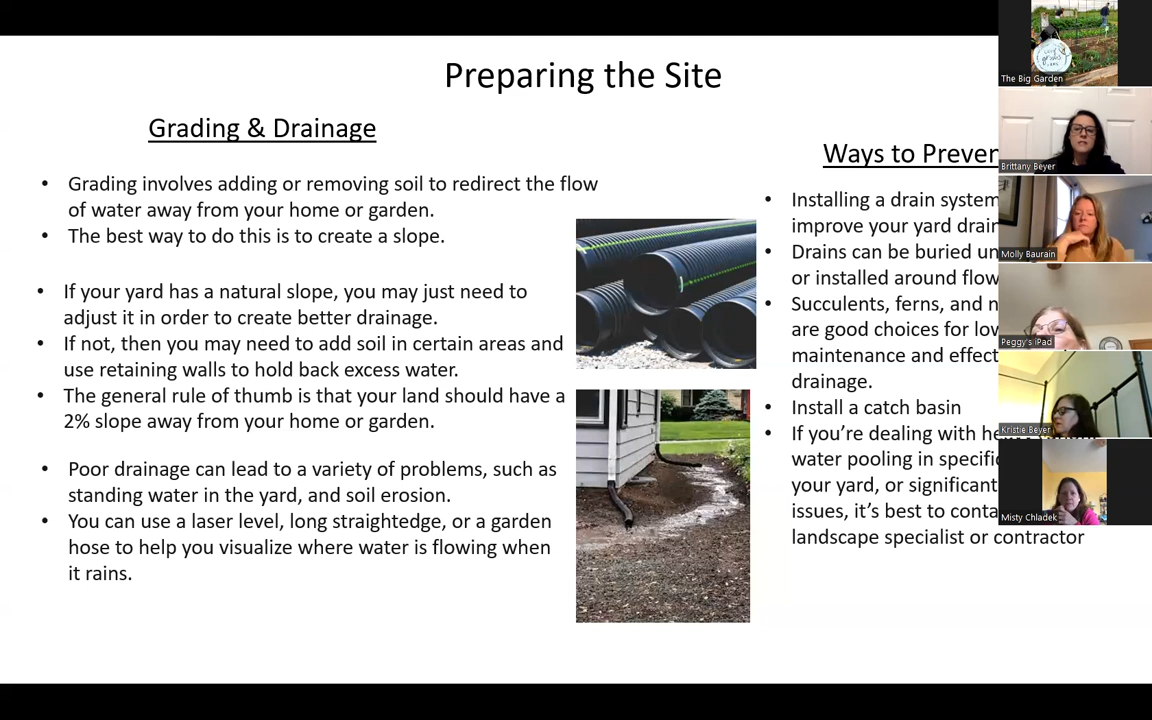 Preparing the Site
Grading & Drainage
• Grading involves adding or removing soil to redirect the flow
of water away from your home or garden.
• The best way to do this is to create a slope.
• If your yard has a natural slope, you may just need to
adjust it in order to create better drainage.
• If not, then you may need to add soil in certain areas and
use retaining walls to hold back excess water.
• The general rule of thumb is that your land should have a
2% slope away from your home or garden.
• Poor drainage can lead to a variety of problems, such as
standing water in the yard, and soil erosion.
• You can use a laser level, long straightedge, or a garden
hose to help you visualize where water is flowing when
it rains.
Ways to
• Installing a drain system
improve your yard
• Drains can be buried
or installed around
• Succulents, ferns, and
are good choices for
maintenance and
drainage.
• Install a catch basin
• If you’re dealing with
water pooling in
your yard, or significant
issues, it’s best to
landscape specialist or contractor
The Big Garden
Brittany Beyer
Molly Baurain
Peggy's iPad
Kristie Beyer
Misty Chladek